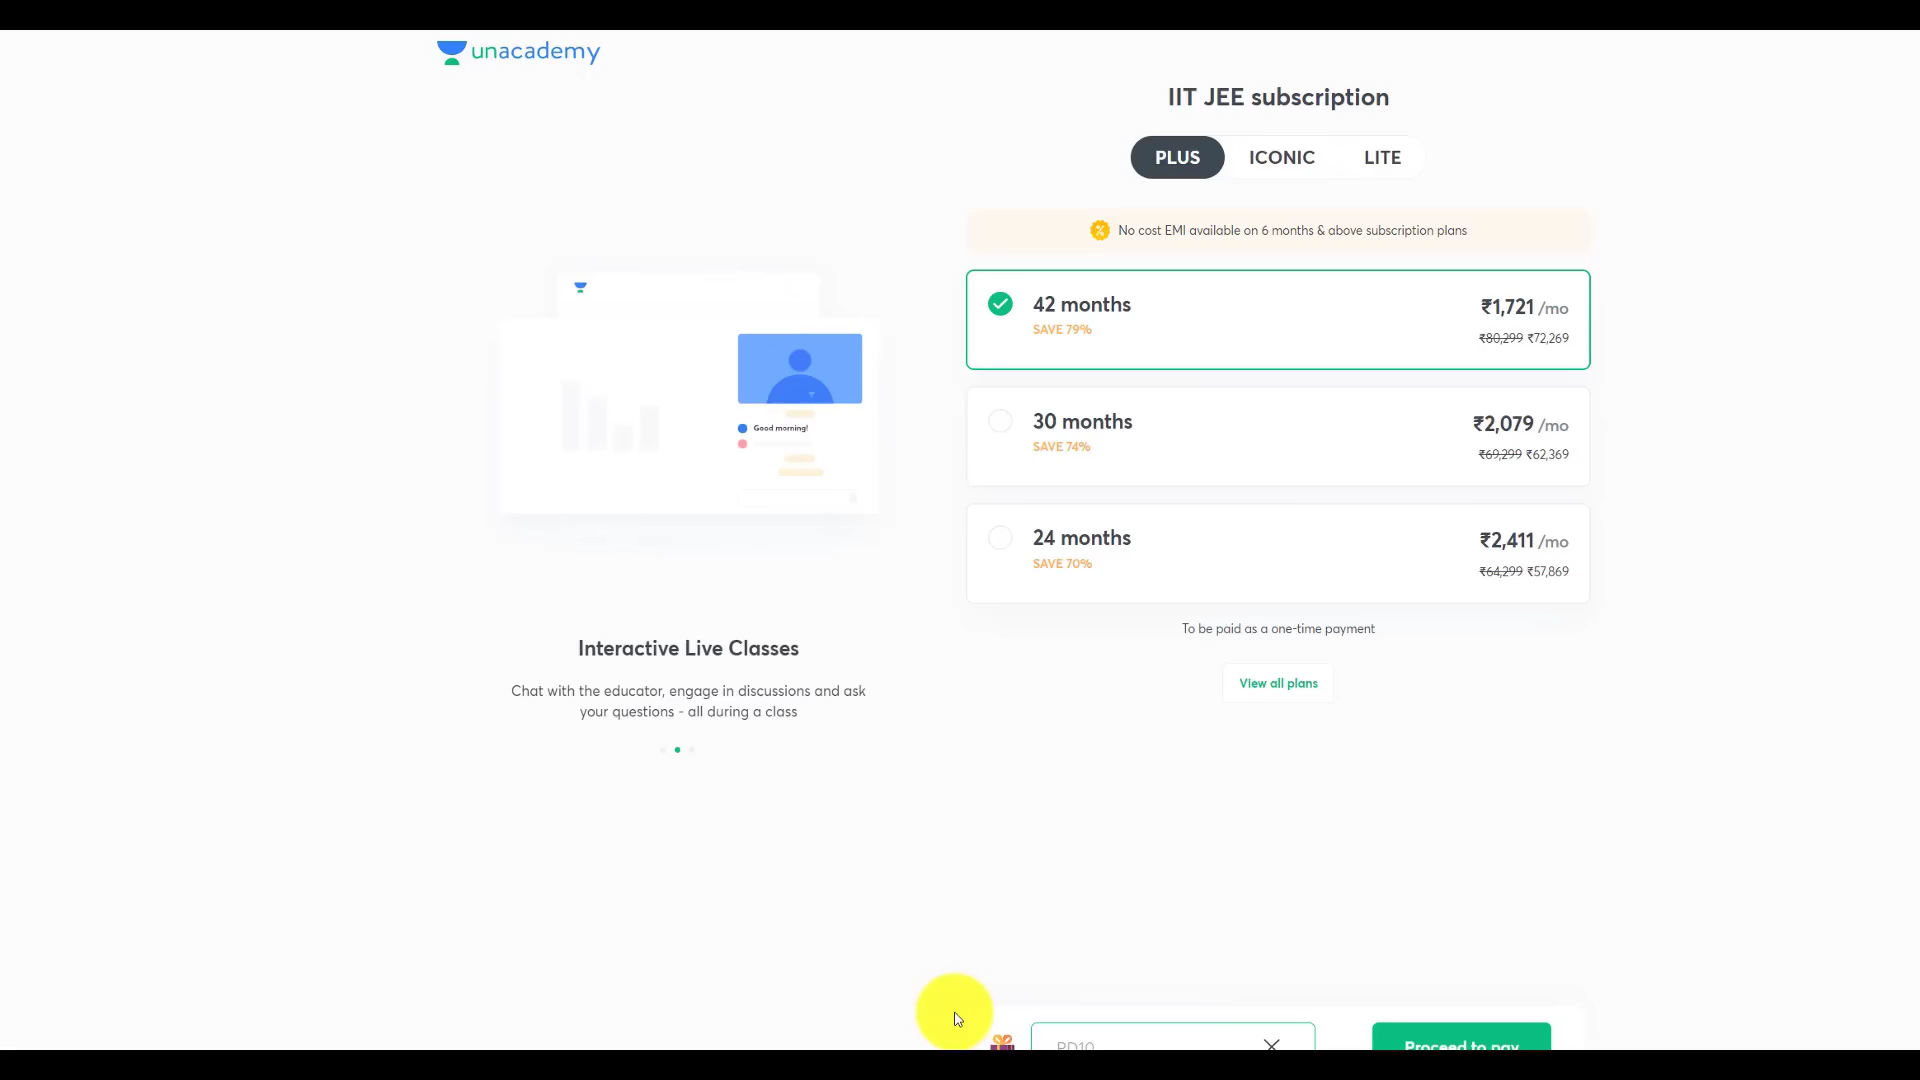 unacademy
IIT JEE subscription
PLUS ICONIC LITE
No cost EMI available on 6 months & above subscription plans
42 months
₹1,721 /mo
SAVE 79%
₹80,299 ₹72,269
30 months
₹2,079 /mo
SAVE 74%
₹69,299 ₹62,369
24 months
₹2,411 /mo
SAVE 70%
₹64,299 ₹57,869
To be paid as a one-time payment
View all plans
Good morning!
Interactive Live Classes
Chat with the educator, engage in discussions and ask
your questions - all during a class
PD10
Proceed to pay